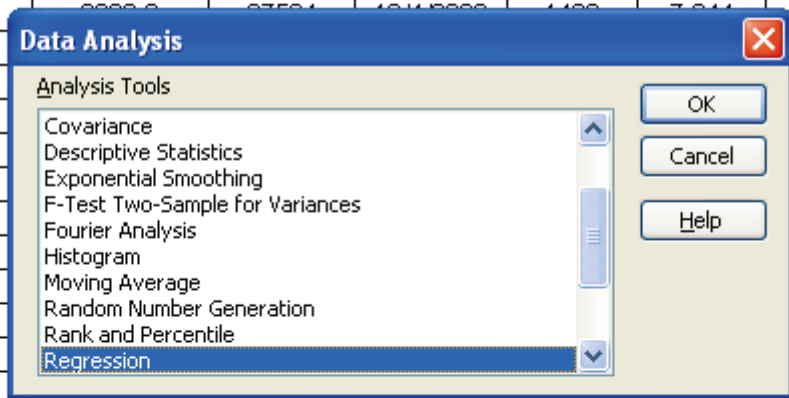 Data Analysis
Analysis Tools
Covariance
Descriptive Statistics
Exponential Smoothing
F-Test Two-Sample for Variances
Fourier Analysis
Histogram
Moving Average
Random Number Generation
Rank and Percentile
Regression
OK
Cancel
Help